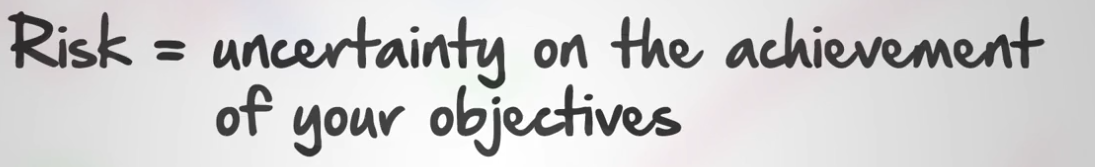 Risk = uncertainty on the achievement
of your objectives